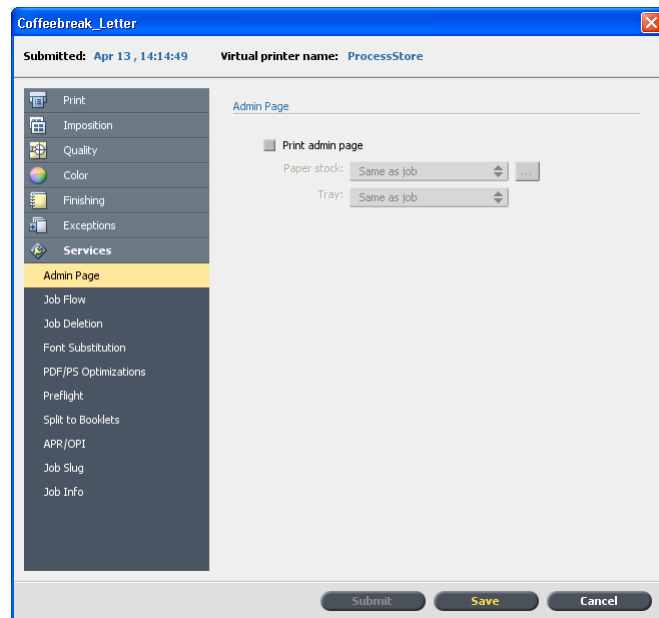 Coffeebreak_Letter
Submitted: Apr 13 , 14:14:49 Virtual printer name: ProcessStore
Print
Imposition
Quality
Color
Finishing
Exceptions
Services
Admin Page
Job Flow
Job Deletion
Font Substitution
PDF/PS Optimizations
Preflight
Split to Booklets
APR/OPI
Job Slug
Job Info
Admin Page
Print admin page
Paper stock: Same as job ...
Tray: Same as job
Submit Save Cancel